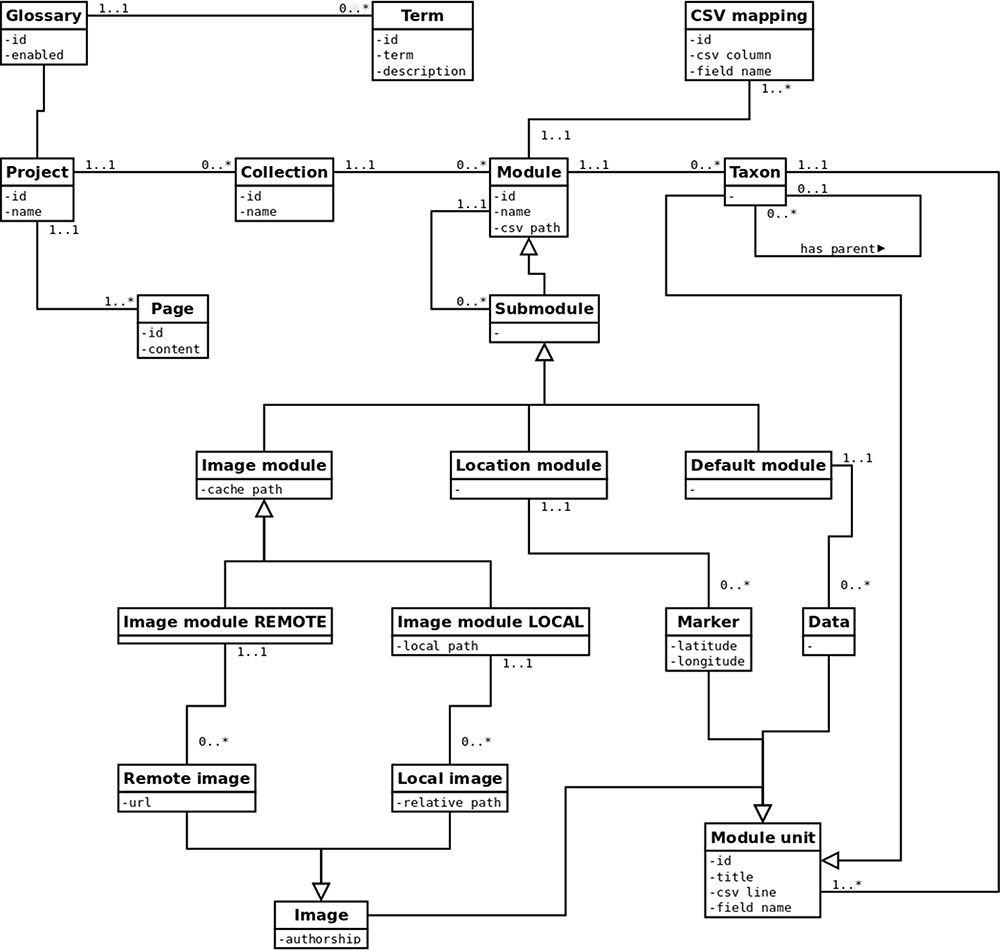 Glossary
-id
-enabled
1..1
0..*
Term
-id
-term
-description
CSV mapping
-id
-csv column
-field name
1..*
1..1
Project
-id
-name
1..1
0..*
Collection
-id
-name
1..1
0..*
Module
-id
-name
-csv path
1..1
0..*
Taxon
-
1..1
0..1
0..*
has parent▶
1..1
1..*
Page
-id
-content
1..1
0..*
Submodule
-
Image module
-cache path
Location module
-
1..1
Default module
-
1..1
Image module REMOTE
1..1
Image module LOCAL
-local path
1..1
0..*
Marker
-latitude
-longitude
0..*
Data
-
0..*
Remote image
-url
0..*
Local image
-relative path
Module unit
-id
-title
-csv line
-field name
1..*
Image
-authorship